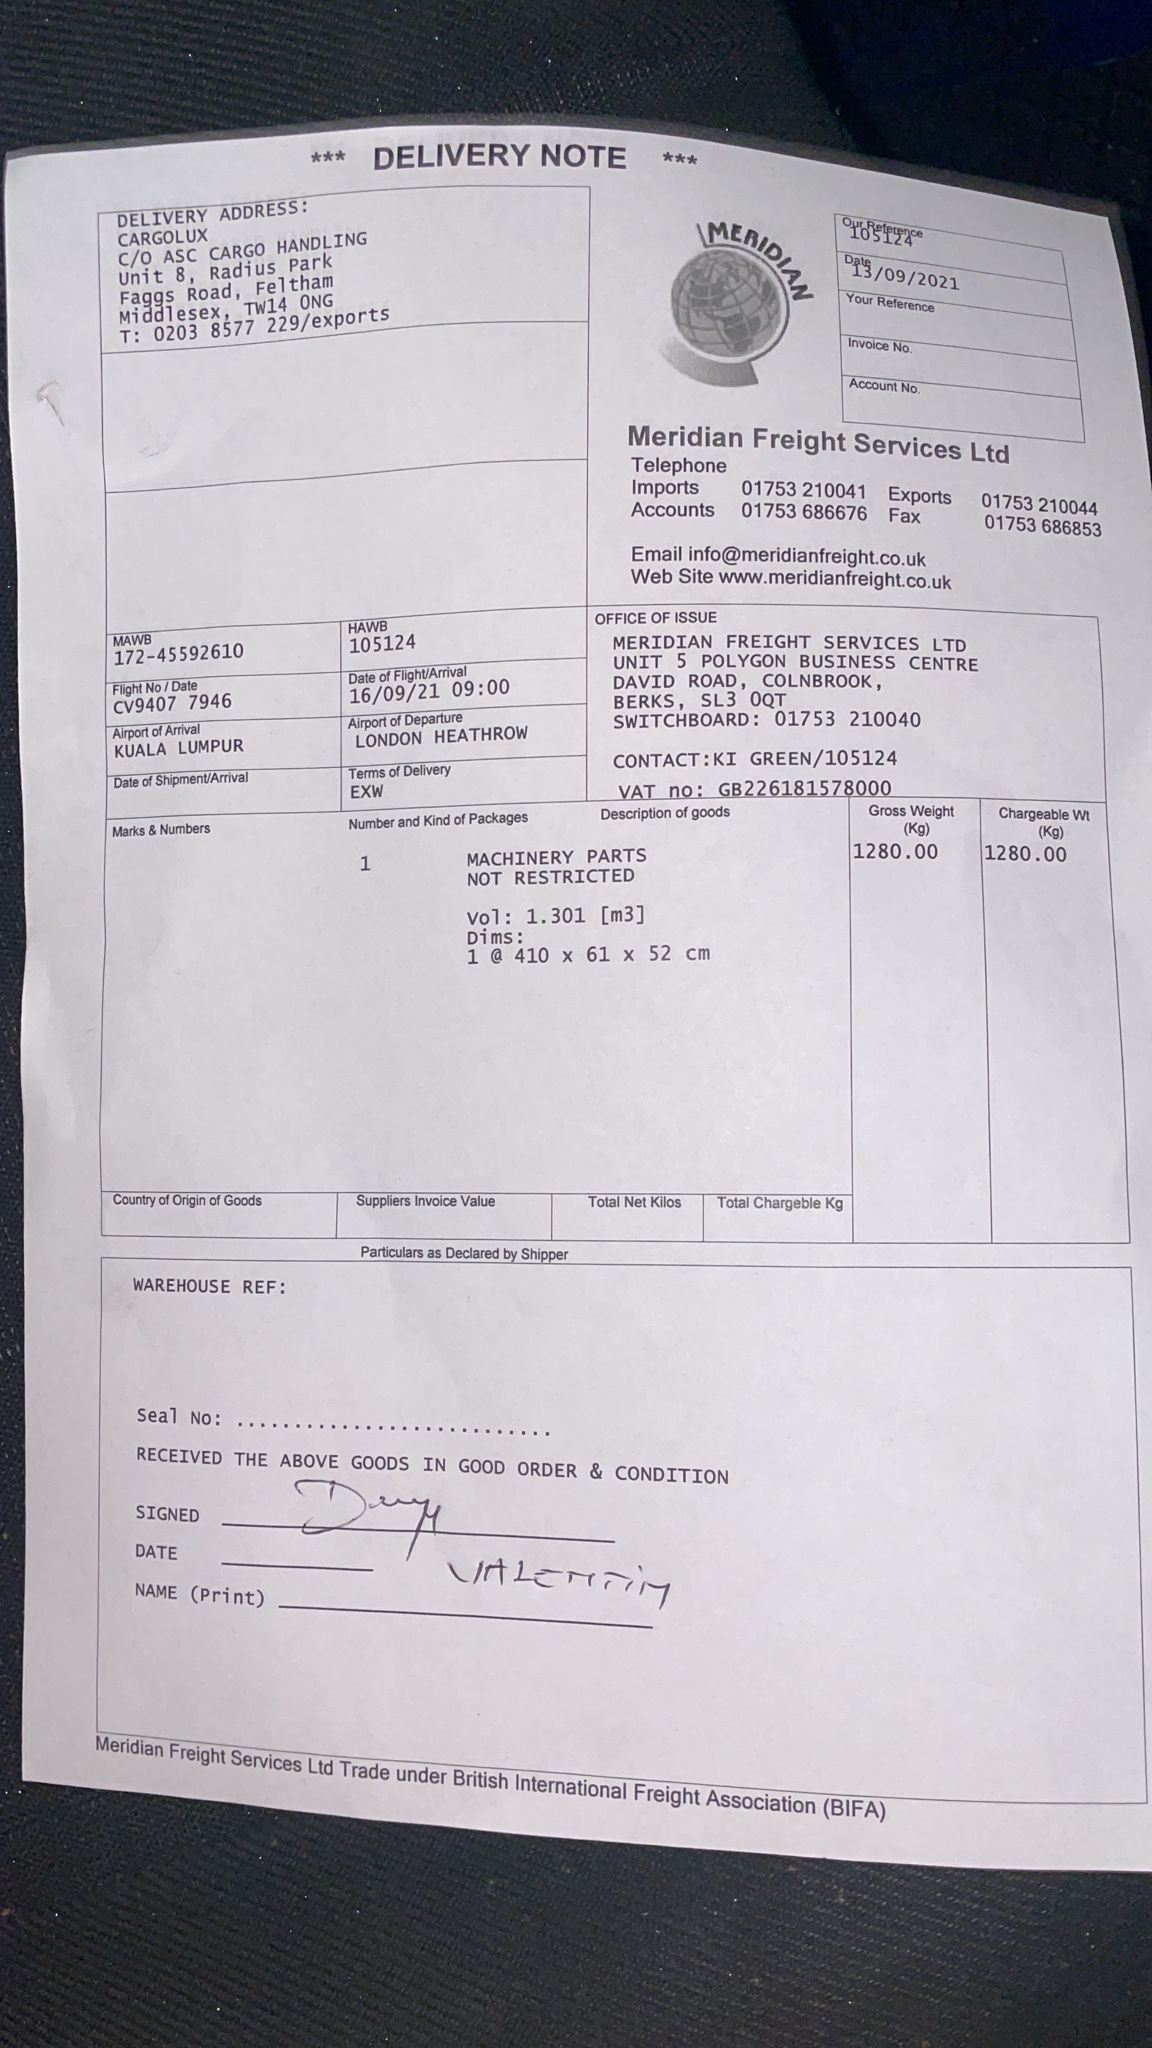 *** DELIVERY NOTE ***
DELIVERY ADDRESS:
CARGOLUX
C/O ASC CARGO HANDLING
Unit 8, Radius Park
Faggs Road, Feltham
Middlesex, TW14 0NG
T: 0203 8577 229/exports
MERIDIAN
Our Reference
105124
Date
13/09/2021
Your Reference
Invoice No.
Account No.
Meridian Freight Services Ltd
Telephone
Imports 01753 210041 Exports 01753 210044
Accounts 01753 686676 Fax 01753 686853
Email info@meridianfreight.co.uk
Web Site www.meridianfreight.co.uk
MAWB
172-45592610
HAWB
105124
Flight No / Date
CV9407 7946
Date of Flight/Arrival
16/09/21 09:00
Airport of Arrival
KUALA LUMPUR
Airport of Departure
LONDON HEATHROW
Date of Shipment/Arrival
Terms of Delivery
EXW
OFFICE OF ISSUE
MERIDIAN FREIGHT SERVICES LTD
UNIT 5 POLYGON BUSINESS CENTRE
DAVID ROAD, COLNBROOK,
BERKS, SL3 0QT
SWITCHBOARD: 01753 210040
CONTACT:KI GREEN/105124
VAT no: GB226181578000
Marks & Numbers
Number and Kind of Packages
Description of goods
Gross Weight
(Kg)
Chargeable Wt
(Kg)
1 MACHINERY PARTS 1280.00 1280.00
NOT RESTRICTED
Vol: 1.301 [m3]
Dims:
1 @ 410 x 61 x 52 cm
Country of Origin of Goods
Suppliers Invoice Value
Total Net Kilos
Total Chargeble Kg
Particulars as Declared by Shipper
WAREHOUSE REF:
Seal No: ...........................
RECEIVED THE ABOVE GOODS IN GOOD ORDER & CONDITION
SIGNED
DATE
VALENTIN
NAME (Print)
Meridian Freight Services Ltd Trade under British International Freight Association (BIFA)